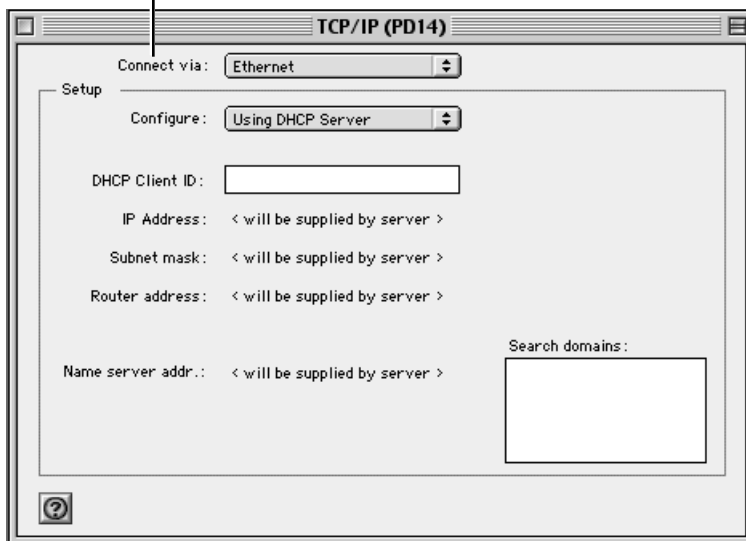 TCP/IP (PD14)
Connect via: Ethernet
Setup
Configure: Using DHCP Server
DHCP Client ID:
IP Address: < will be supplied by server >
Subnet mask: < will be supplied by server >
Router address: < will be supplied by server >
Search domains:
Name server addr.: < will be supplied by server >
?